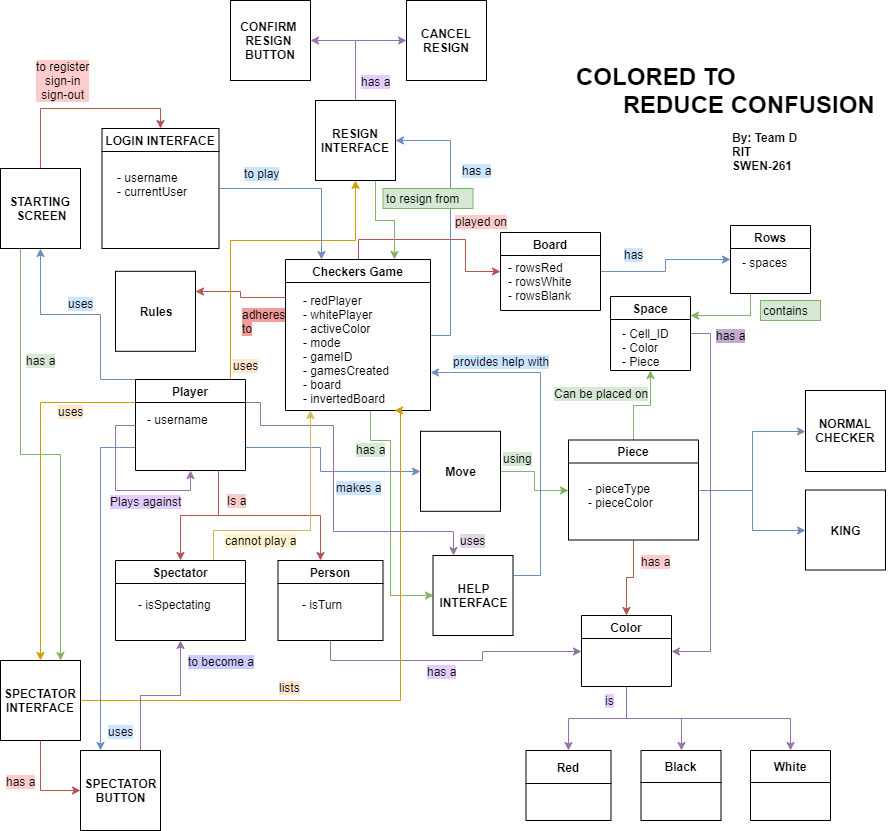 CONFIRM
RESIGN
BUTTON
CANCEL
RESIGN
has a
COLORED TO
REDUCE CONFUSION
By: Team D
RIT
SWEN-261
to register
sign-in
sign-out
LOGIN INTERFACE
- username
- currentUser
RESIGN
INTERFACE
to play
has a
to resign from
STARTING
SCREEN
played on
Board
- rowsRed
- rowsWhite
- rowsBlank
has
Rows
- spaces
Checkers Game
- redPlayer
- whitePlayer
- activeColor
- mode
- gameID
- gamesCreated
- board
- invertedBoard
Rules
adheres
to
uses
Space
- Cell_ID
- Color
- Piece
contains
has a
has a
uses
provides help with
Player
- username
uses
Can be placed on
NORMAL
CHECKER
Move
using
has a
Piece
- pieceType
- pieceColor
makes a
Plays against
Is a
KING
cannot play a
uses
Spectator
- isSpectating
Person
- isTurn
HELP
INTERFACE
has a
Color
to become a
has a
SPECTATOR
INTERFACE
lists
is
uses
has a
SPECTATOR
BUTTON
Red
Black
White